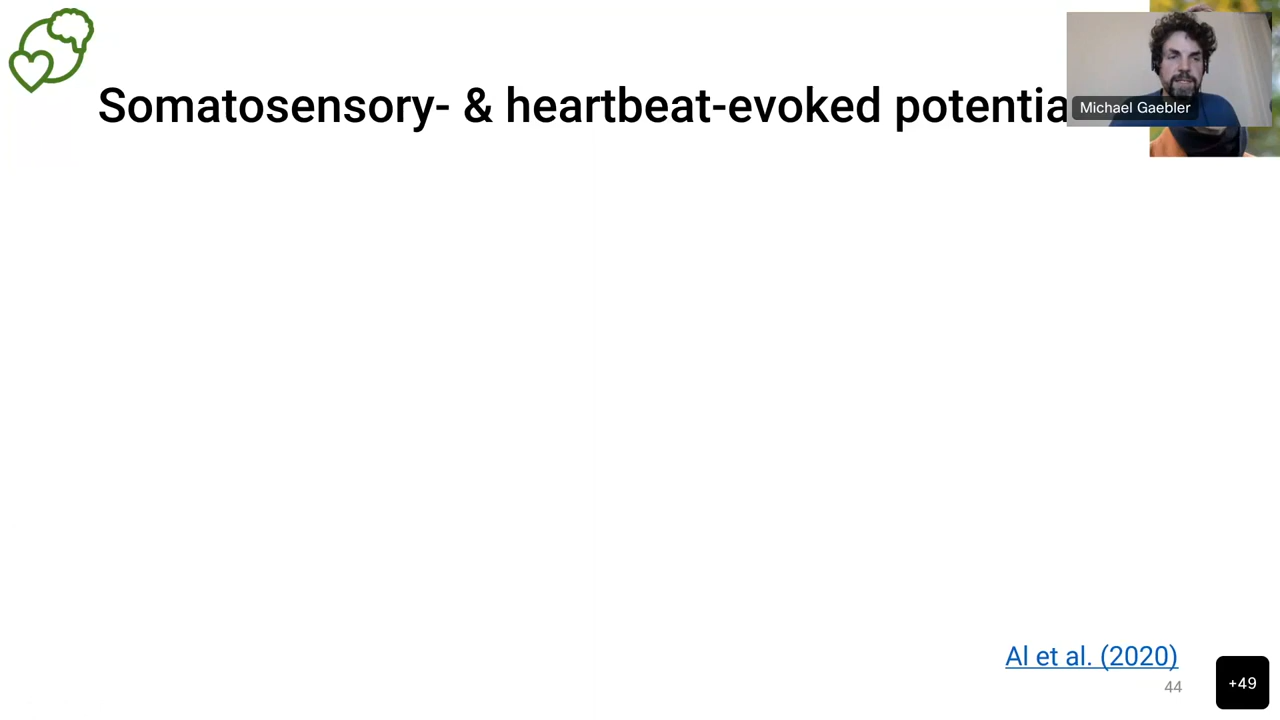 Somatosensory- & heartbeat-evoked potentia
Michael Gaebler
Al et al. (2020)
44
+49